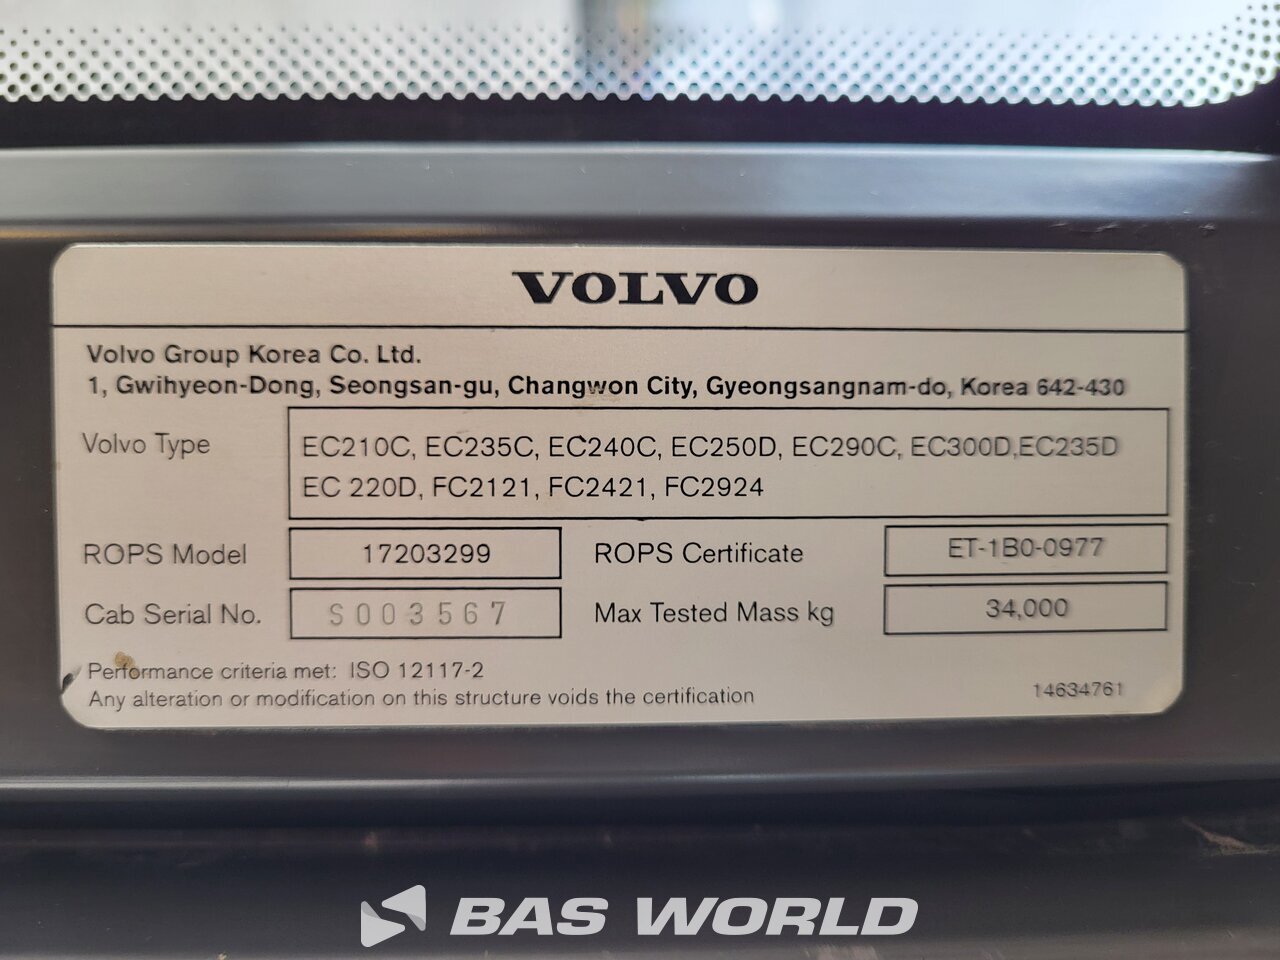 VOLVO
Volvo Group Korea Co. Ltd.
1, Gwihyeon-Dong, Seongsan-gu, Changwon City, Gyeongsangnam-do, Korea 642-430
Volvo Type EC210C, EC235C, EC240C, EC250D, EC290C, EC300D,EC235D
EC 220D, FC2121, FC2421, FC2924
ROPS Model 17203299 ROPS Certificate ET-1B0-0977
Cab Serial No. S003567 Max Tested Mass kg 34,000
Performance criteria met: ISO 12117-2
Any alteration or modification on this structure voids the certification 14634761
BAS WORLD